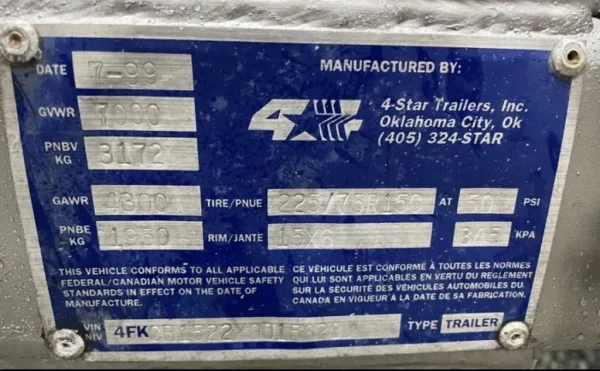 DATE 7-99
MANUFACTURED BY:
4-Star Trailers, Inc.
Oklahoma City, Ok
(405) 324-STAR
GVWR 7000
PNBV KG 3172
GAWR 4300 TIRE/PNUE 225/75R15C AT 50 PSI
PNBE KG 1950 RIM/JANTE 15X6 345 KPA
THIS VEHICLE CONFORMS TO ALL APPLICABLE
FEDERAL/CANADIAN MOTOR VEHICLE SAFETY
STANDARDS IN EFFECT ON THE DATE OF
MANUFACTURE.
CE VÉHICULE EST CONFORME À TOUTES LES NORMES
QUI LUI SONT APPLICABLES EN VERTU DU REGLEMENT
SUR LA SÉCURITÉ DES VÉHICULES AUTOMOBILES DU
CANADA EN VIGUEUR A LA DATE DE SA FABRICATION.
VIN NIV 4FK TYPE TRAILER